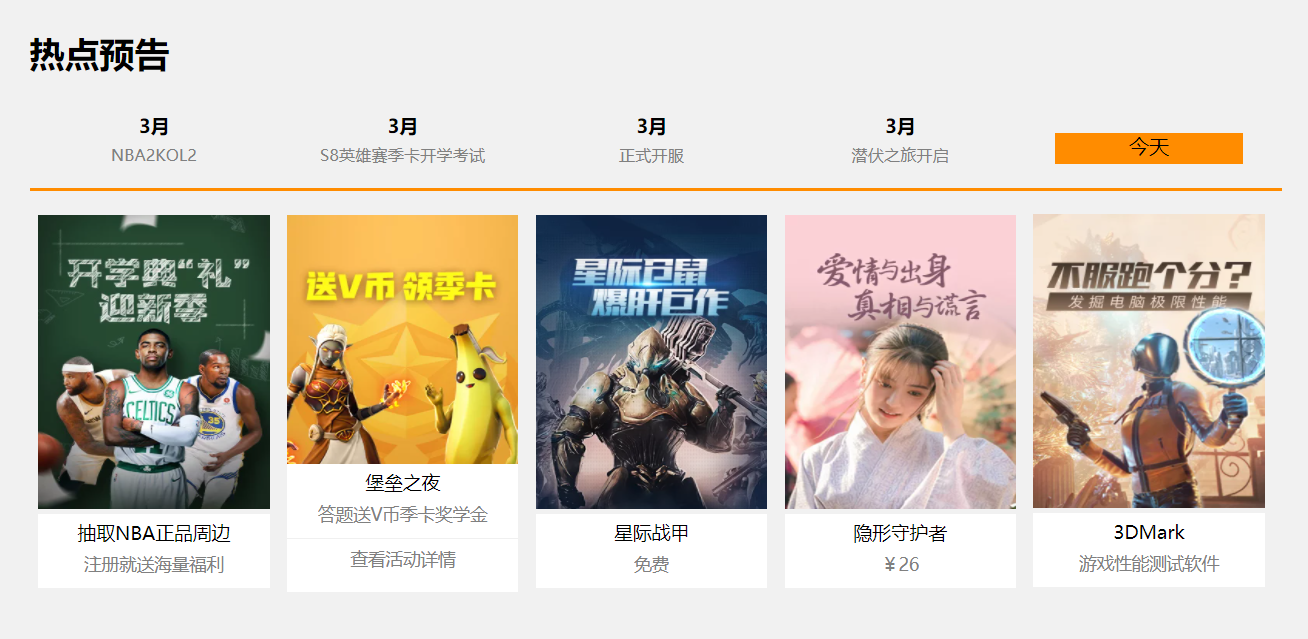 热点预告
3月
NBA2KOL2
3月
S8英雄赛季卡开学考试
3月
正式开服
3月
潜伏之旅开启
今天
开学典“礼”
迎新季
CELTICS
35
抽取NBA正品周边
注册就送海量福利
送V币 领季卡
堡垒之夜
答题送V币季卡奖学金
查看活动详情
星际巨鼠
爆肝巨作
星际战甲
免费
爱情与出身
真相与谎言
隐形守护者
¥26
不服跑个分？
发掘电脑极限性能
3DMark
游戏性能测试软件